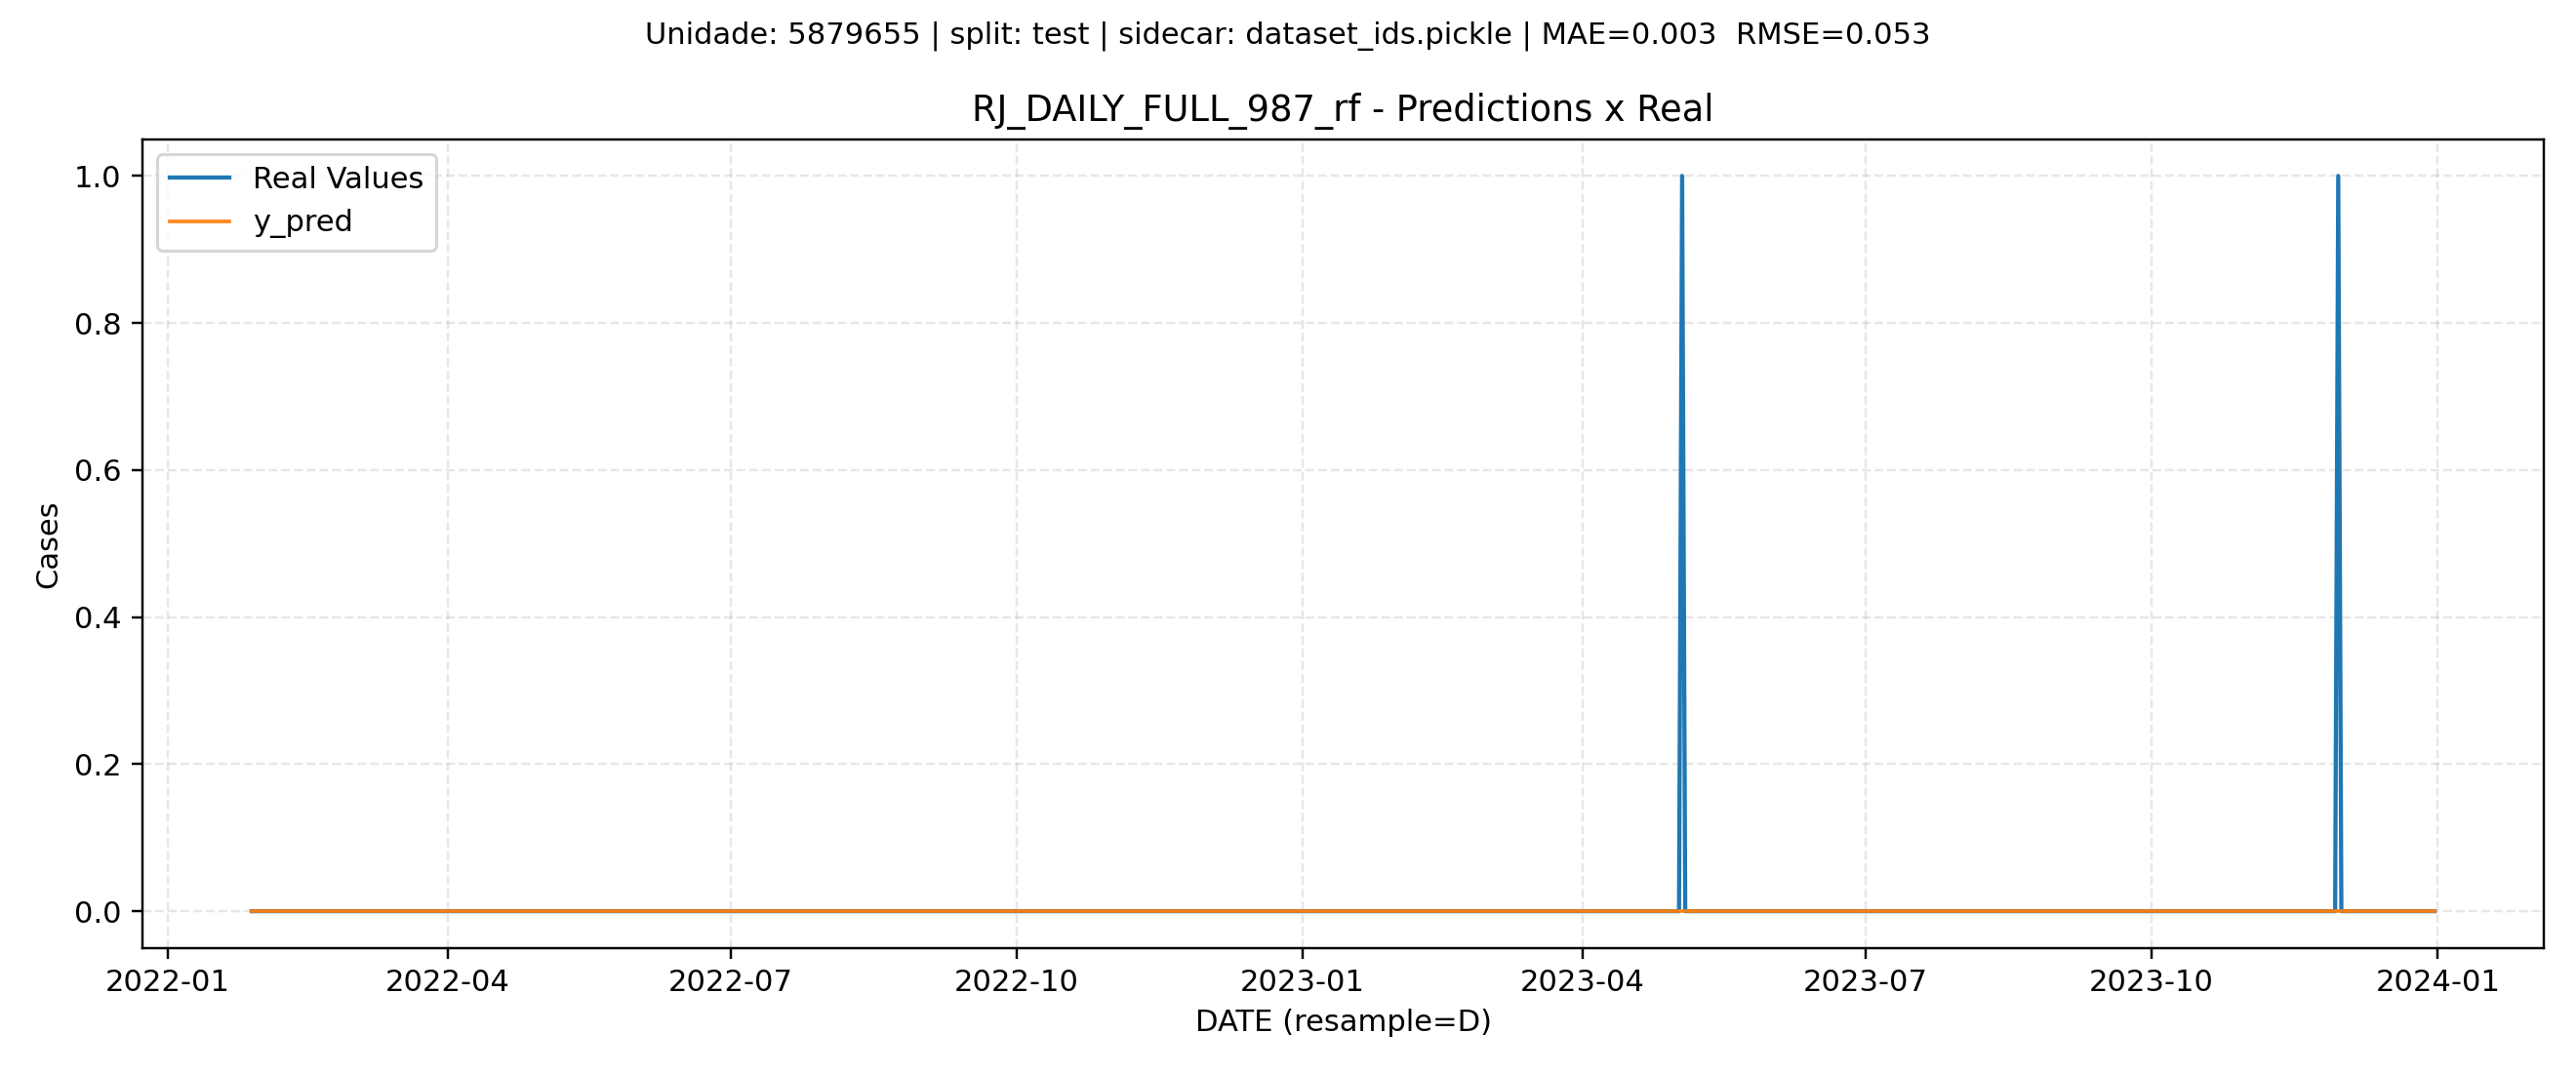 Unidade: 5879655 | split: test | sidecar: dataset_ids.pickle | MAE=0.003  RMSE=0.053
RJ_DAILY_FULL_987_rf - Predictions x Real
Real Values
y_pred
1.0
0.8
0.6
0.4
0.2
0.0
Cases
2022-01 2022-04 2022-07 2022-10 2023-01 2023-04 2023-07 2023-10 2024-01
DATE (resample=D)